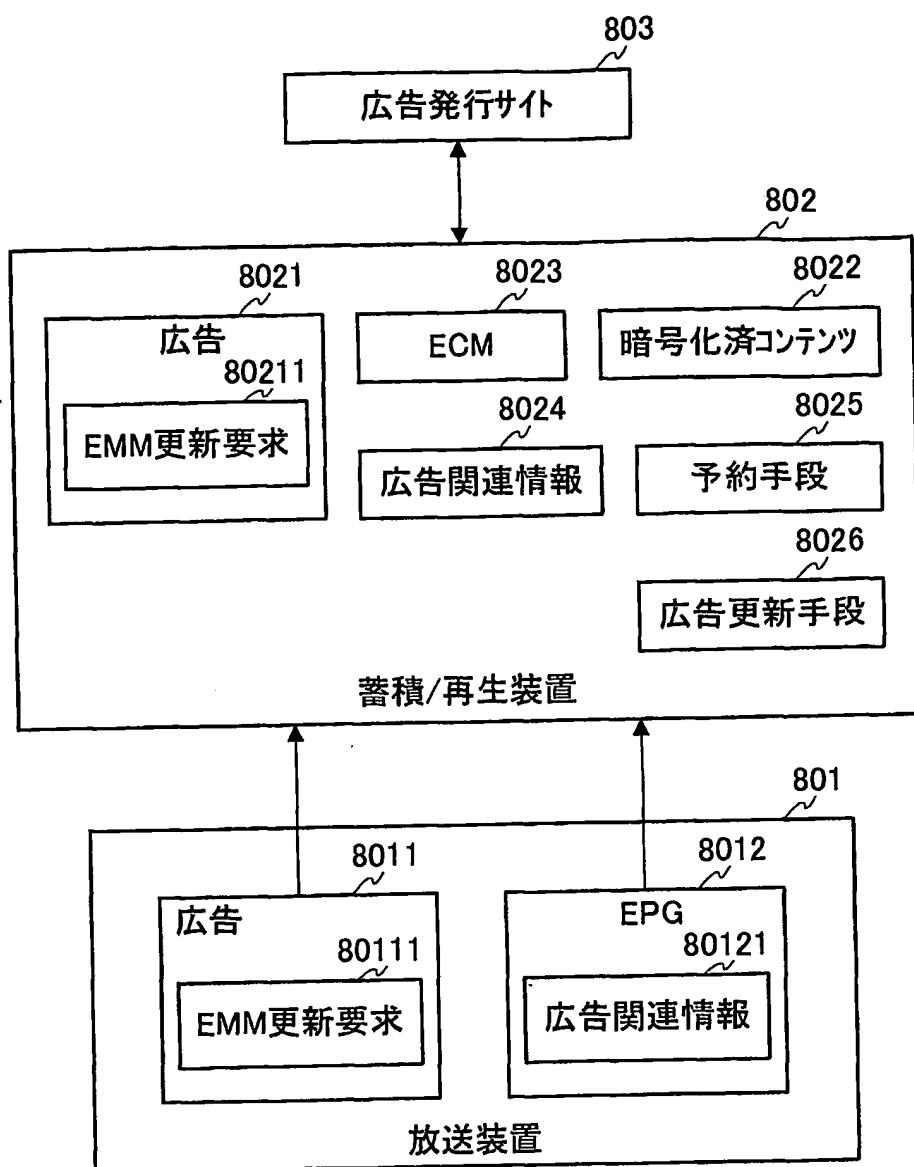 803
広告発行サイト
802
8021
8023
8022
広告
ECM
暗号化済コンテンツ
80211
8024
8025
EMM更新要求
広告関連情報
予約手段
8026
広告更新手段
蓄積/再生装置
801
8011
8012
広告
EPG
80111
80121
EMM更新要求
広告関連情報
放送装置